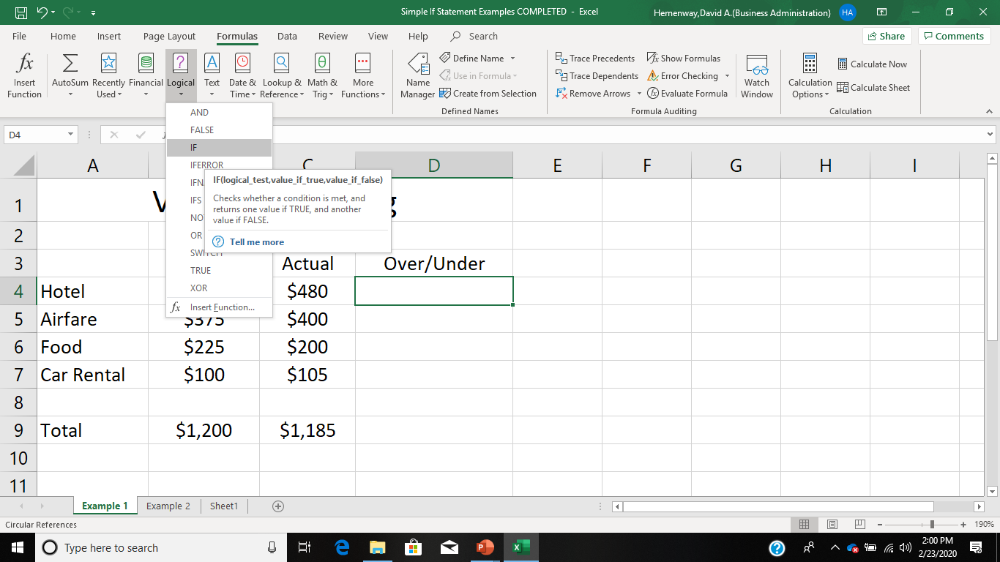 Simple If Statement Examples COMPLETED - Excel
Hemenway,David A.(Business Administration)
HA
File Home Insert Page Layout Formulas Data Review View Help Search
Share Comments
Insert Function
AutoSum
Recently Used
Financial
Logical
Text
Date & Time
Lookup & Reference
Math & Trig
More Functions
Name Manager
Define Name
Use in Formula
Create from Selection
Defined Names
Trace Precedents
Trace Dependents
Remove Arrows
Show Formulas
Error Checking
Evaluate Formula
Formula Auditing
Watch Window
Calculation Options
Calculate Now
Calculate Sheet
Calculation
D4
AND
FALSE
IF
IFERROR
IFN
IFS
NO
OR
SWITCH
TRUE
XOR
fx Insert Function...
IF(logical_test,value_if_true,value_if_false)
Checks whether a condition is met, and
returns one value if TRUE, and another
value if FALSE.
Tell me more
A C D E F G H I
1
2
3 Actual Over/Under
4 Hotel $480
5 Airfare $375 $400
6 Food $225 $200
7 Car Rental $100 $105
8
9 Total $1,200 $1,185
10
11
Example 1 Example 2 Sheet1
Circular References
190%
Type here to search
2:00 PM
2/23/2020